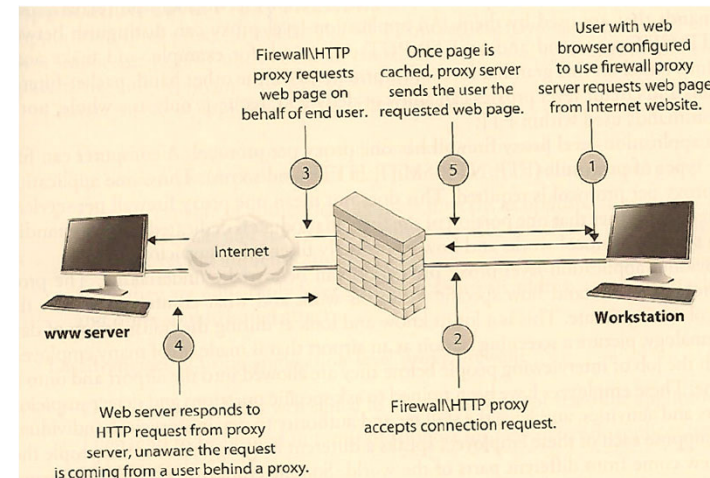 Firewall\HTTP
proxy requests
web page on
behalf of end user.
Once page is
cached, proxy server
sends the user the
requested web page.
User with web
browser configured
to use firewall proxy
server requests web page
from Internet website.
3
5
1
Internet
www server
Workstation
4
2
Web server responds to
HTTP request from proxy
server, unaware the request
is coming from a user behind a proxy.
Firewall\HTTP proxy
accepts connection request.